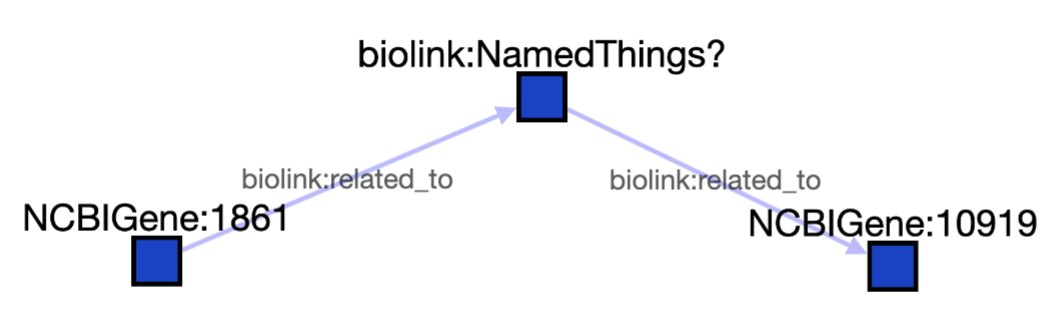 biolink:NamedThings?
biolink:related_to
biolink:related_to
NCBIGene:1861
NCBIGene:10919